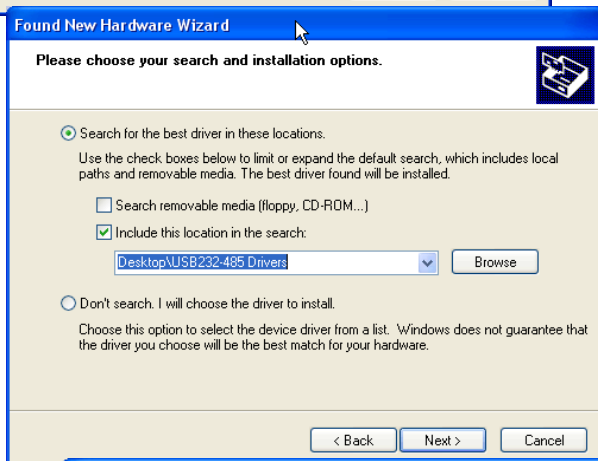 Found New Hardware Wizard
Please choose your search and installation options.
Search for the best driver in these locations.
Use the check boxes below to limit or expand the default search, which includes local
paths and removable media. The best driver found will be installed.
Search removable media (floppy, CD-ROM...)
Include this location in the search:
Desktop\USB232-485 Drivers
Browse
Don't search. I will choose the driver to install.
Choose this option to select the device driver from a list. Windows does not guarantee that
the driver you choose will be the best match for your hardware.
< Back
Next >
Cancel